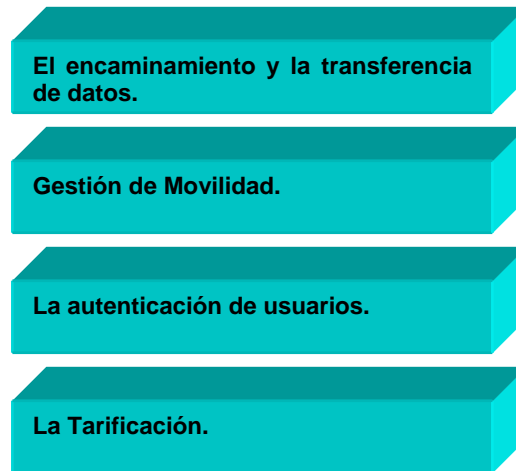 El encaminamiento y la transferencia
de datos.
Gestión de Movilidad.
La autenticación de usuarios.
La Tarificación.